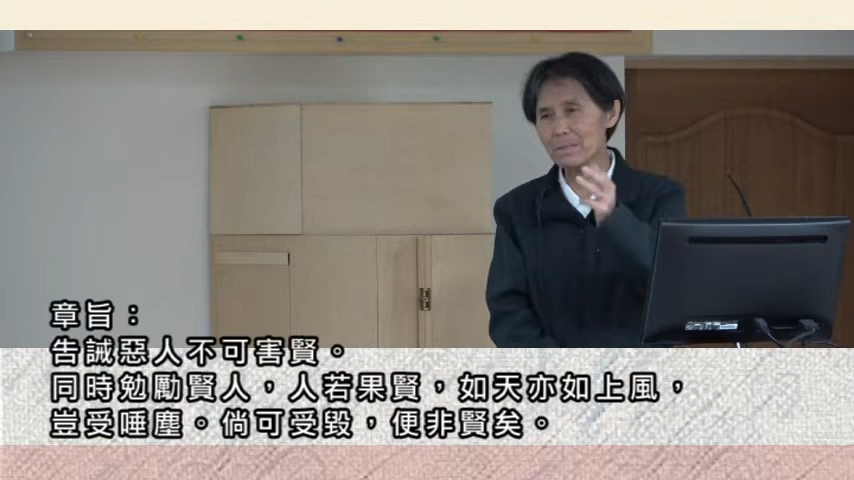 章旨：
告誡惡人不可害賢。
同時勉勵賢人，人若果賢，如天亦如上風，
豈受唾塵。倘可受毀，便非賢矣。